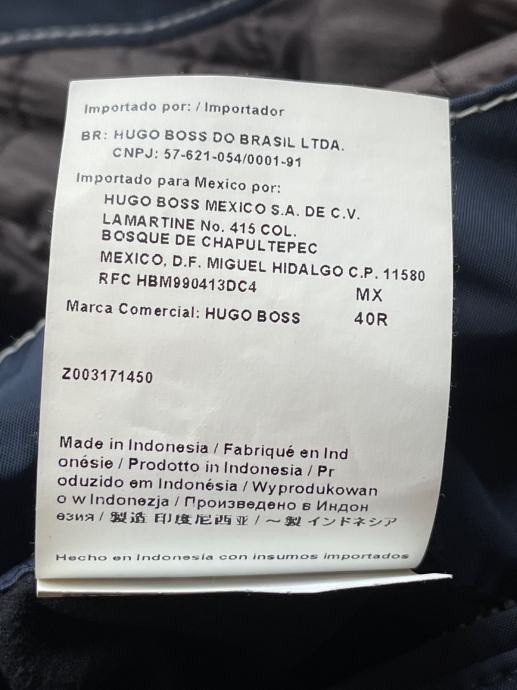 Importado por: / Importador
BR: HUGO BOSS DO BRASIL LTDA.
CNPJ: 57-621-054/0001-91
Importado para Mexico por:
HUGO BOSS MEXICO S.A. DE C.V.
LAMARTINE No. 415 COL.
BOSQUE DE CHAPULTEPEC
MEXICO, D.F. MIGUEL HIDALGO C.P. 11580
RFC HBM990413DC4 MX
Marca Comercial: HUGO BOSS 40R
Z003171450
Made in Indonesia / Fabriqué en Ind
onésie / Prodotto in Indonesia / Pr
oduzido em Indonésia / Wyprodukowan
o w Indonezja / Произведено в Индон
езия / 製造 印度尼西亚 / ～製 インドネシア
Hecho en Indonesia con insumos importados